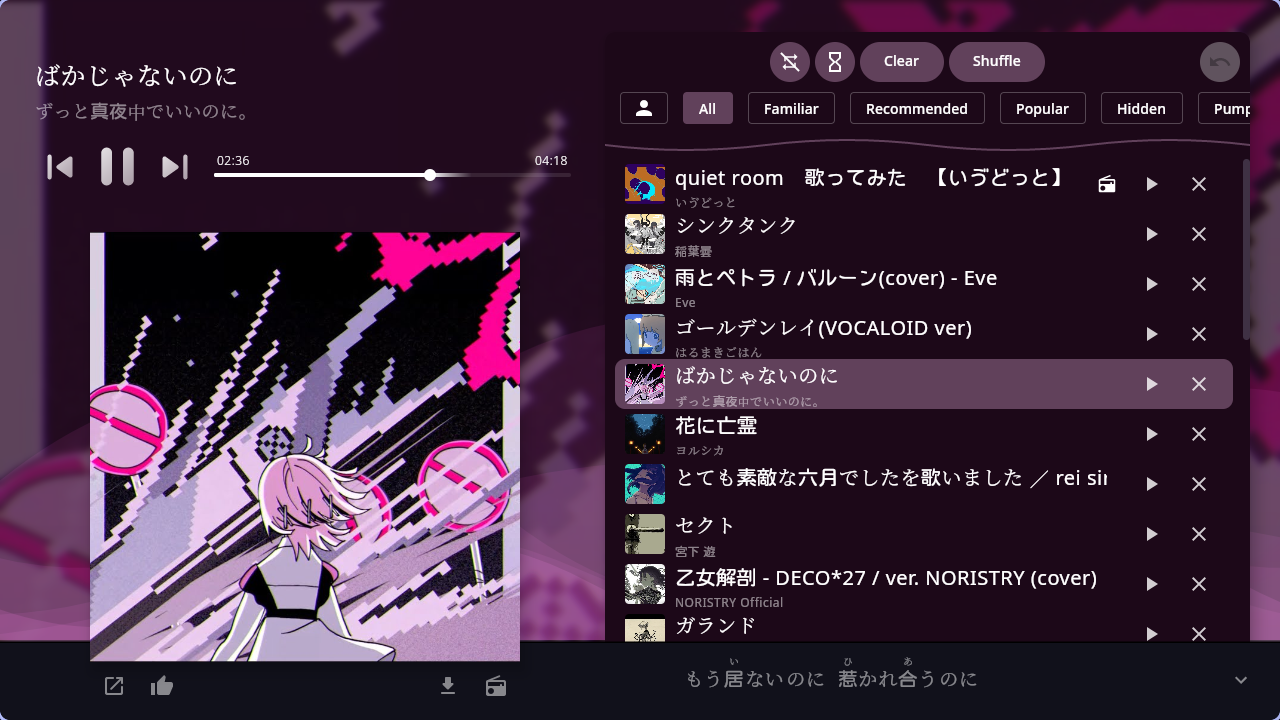 ばかじゃないのに
ずっと真夜中でいいのに。
02:36
04:18
Clear
Shuffle
All
Familiar
Recommended
Popular
Hidden
Pump
quiet room　歌ってみた　【いゔどっと】
いゔどっと
シンクタンク
稲葉曇
雨とペトラ / バルーン(cover) - Eve
Eve
ゴールデンレイ(VOCALOID ver)
はるまきごはん
ばかじゃないのに
ずっと真夜中でいいのに。
花に亡霊
ヨルシカ
とても素敵な六月でしたを歌いました ／ rei sir
セクト
宮下 遊
乙女解剖 - DECO*27 / ver. NORISTRY (cover)
NORISTRY Official
ガランド
い ひ あ
もう居ないのに 惹かれ合うのに